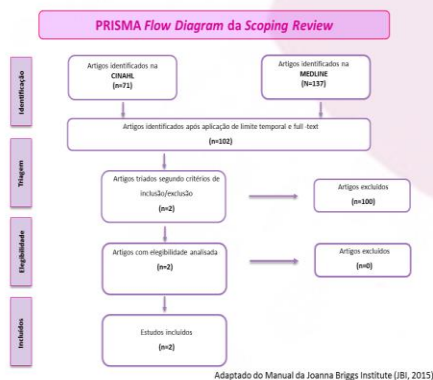 PRISMA Flow Diagram da Scoping Review
Identificação
Artigos identificados na
CINAHL
(n=71)
Artigos identificados na
MEDLINE
(N=137)
Artigos identificados após aplicação de limite temporal e full -text
(n=102)
Triagem
Artigos triados segundo critérios de
inclusão/exclusão
(n=2)
Artigos excluídos
(n=100)
Elegibilidade
Artigos com elegibilidade analisada
(n=2)
Artigos excluídos
(n=0)
Incluídos
Estudos incluídos
(n=2)
Adaptado do Manual da Joanna Briggs Institute (JBI, 2015)